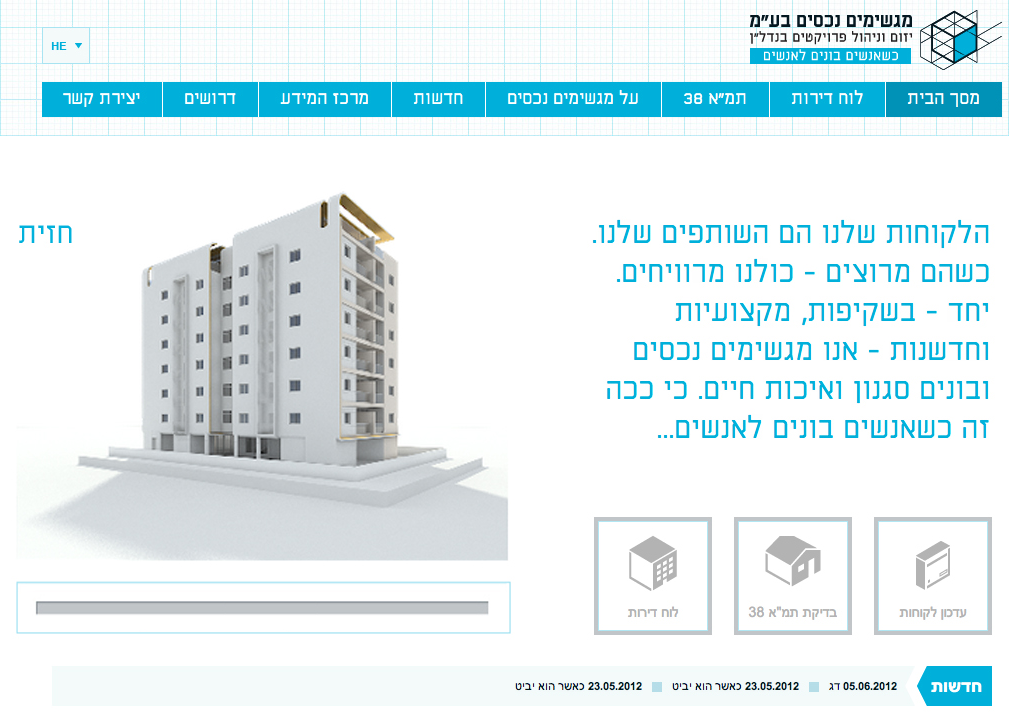 מגשימים נכסים בע"מ
יזום וניהול פרויקטים בנדל"ן
כשאנשים בונים לאנשים
HE
מסך הבית
לוח דירות
תמ"א 38
על מגשימים נכסים
חדשות
מרכז המידע
דרושים
יצירת קשר
הלקוחות שלנו הם השותפים שלנו.
כשהם מרוצים - כולנו מרוויחים.
יחד - בשקיפות, מקצועיות
וחדשנות - אנו מגשימים נכסים
ובונים סגנון ואיכות חיים. כי ככה
זה כשאנשים בונים לאנשים...
חזית
עדכון לקוחות
בדיקת תמ"א 38
לוח דירות
חדשות
05.06.2012 דג
23.05.2012 כאשר הוא יביט
23.05.2012 כאשר הוא יביט